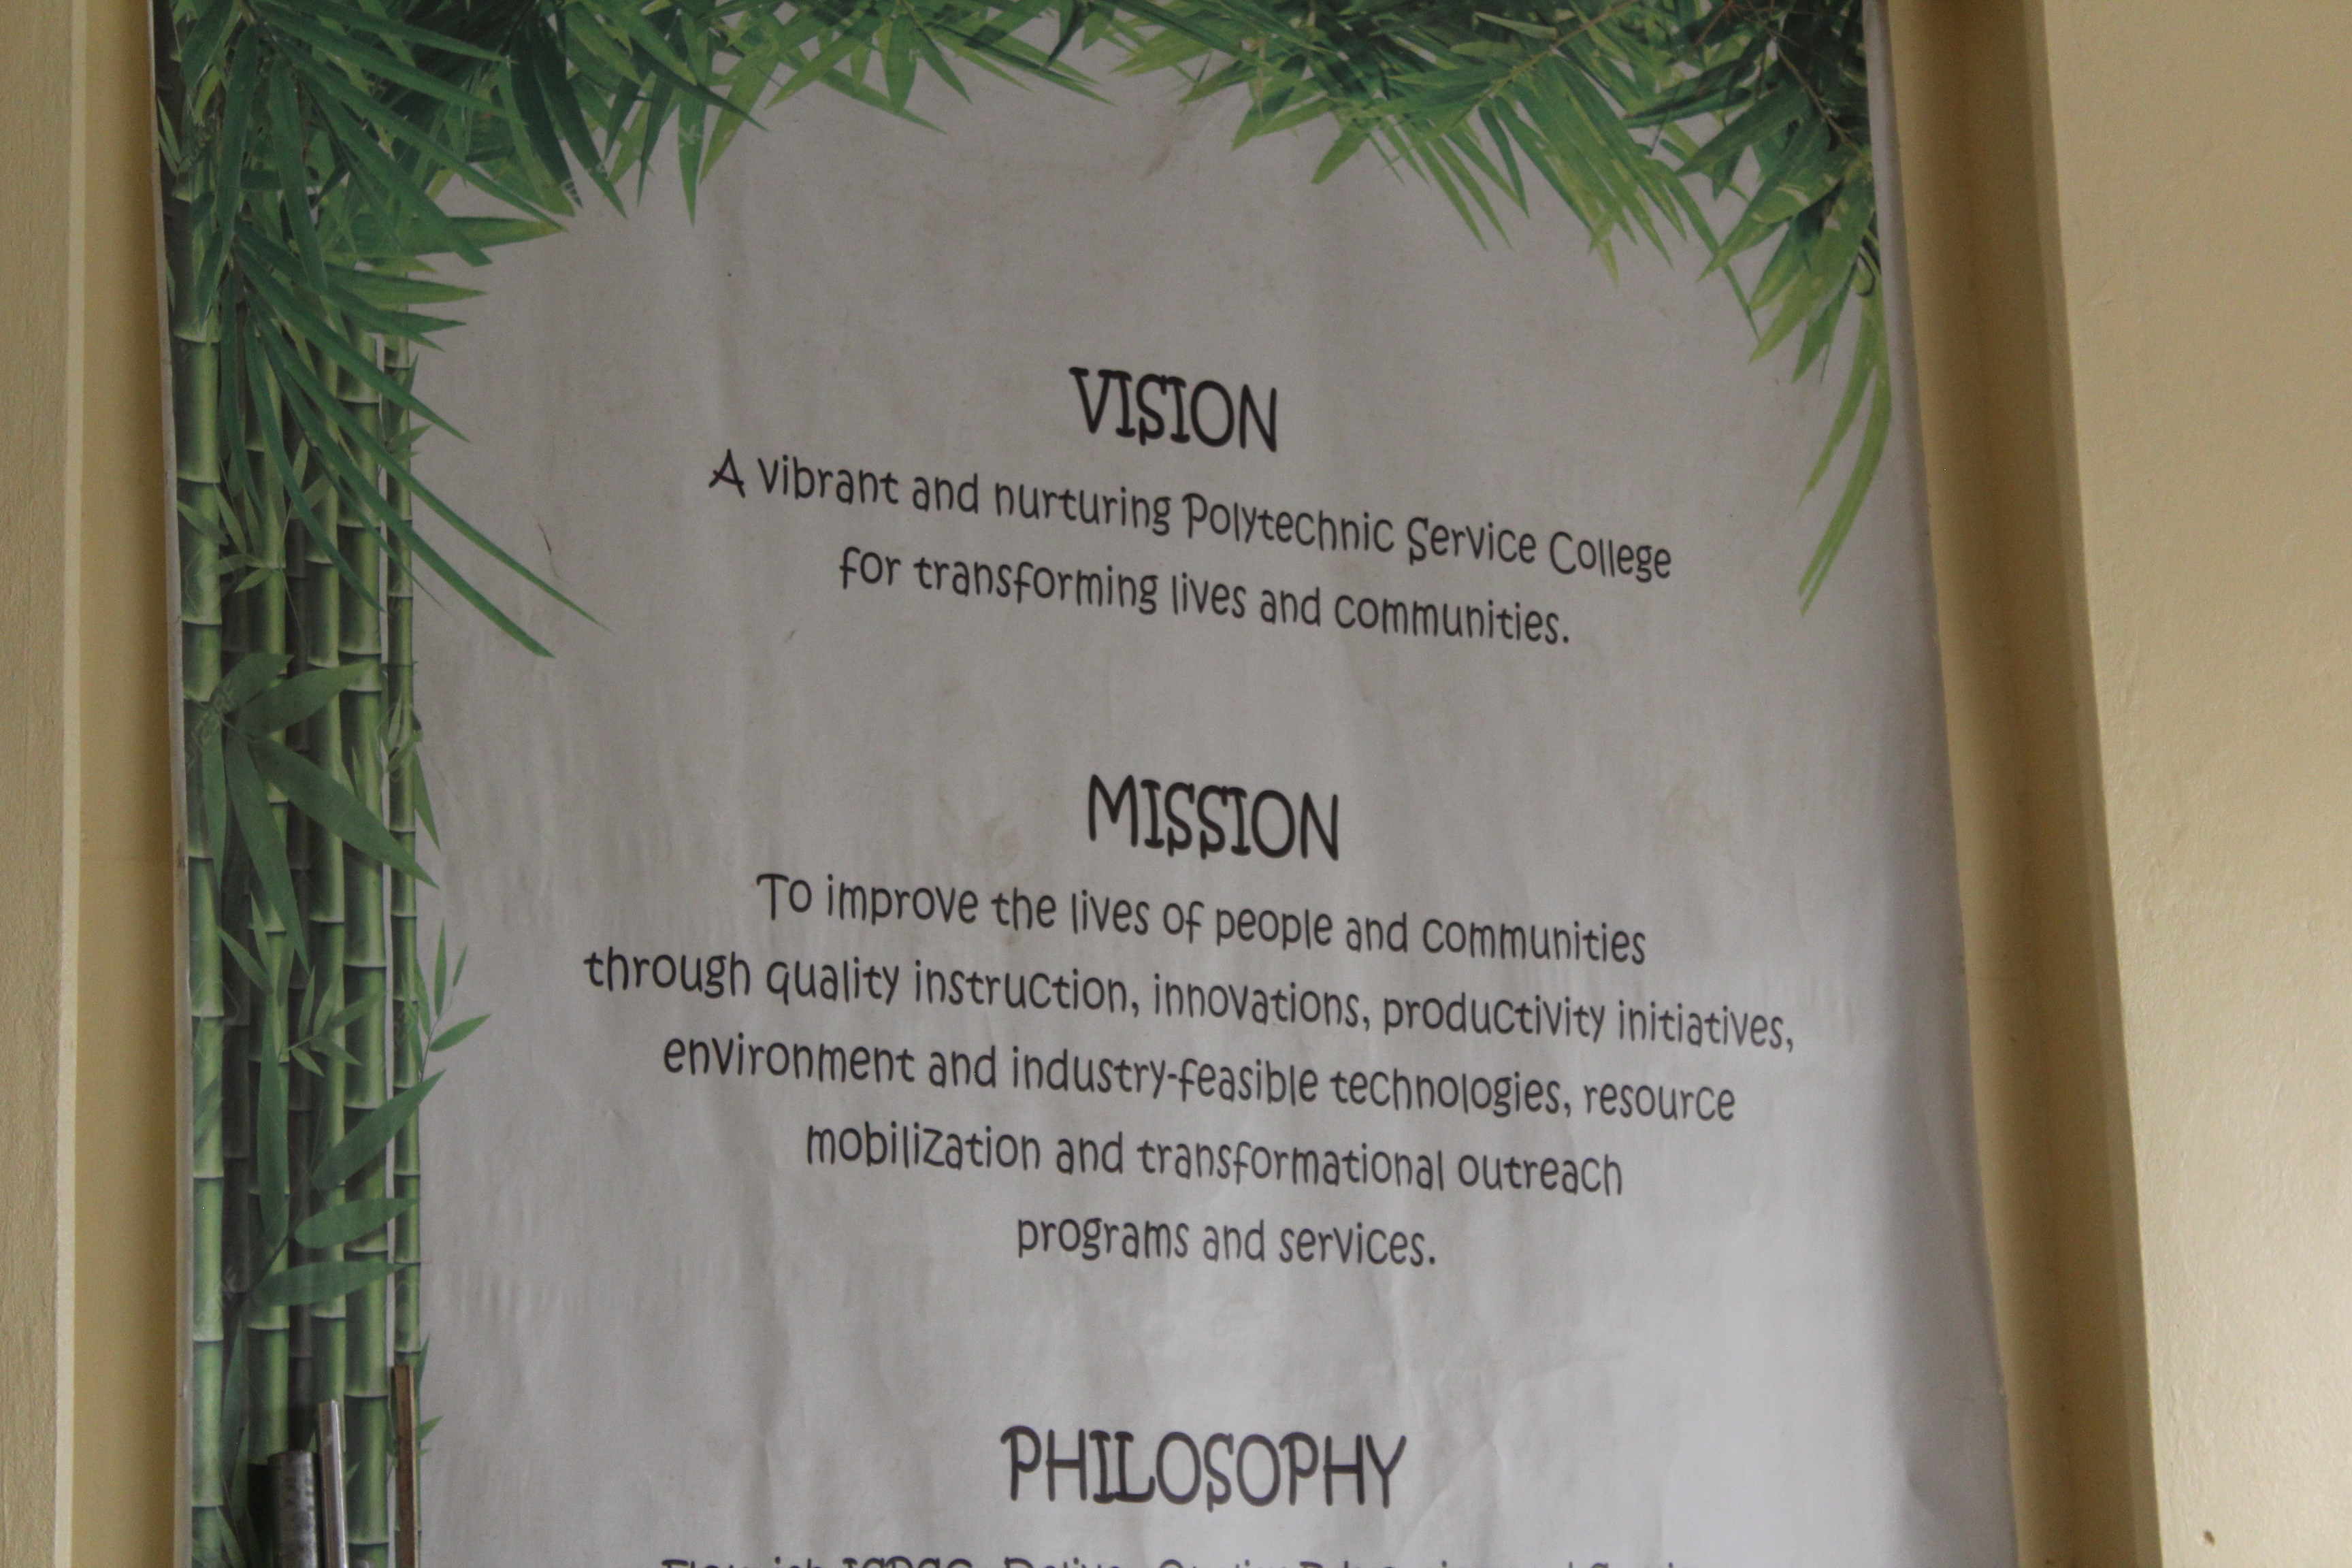 VISION
A vibrant and nurturing Polytechnic Service College
for transforming lives and communities.
MISSION
To improve the lives of people and communities
through quality instruction, innovations, productivity initiatives,
environment and industry-feasible technologies, resource
mobilization and transformational outreach
programs and services.
PHILOSOPHY